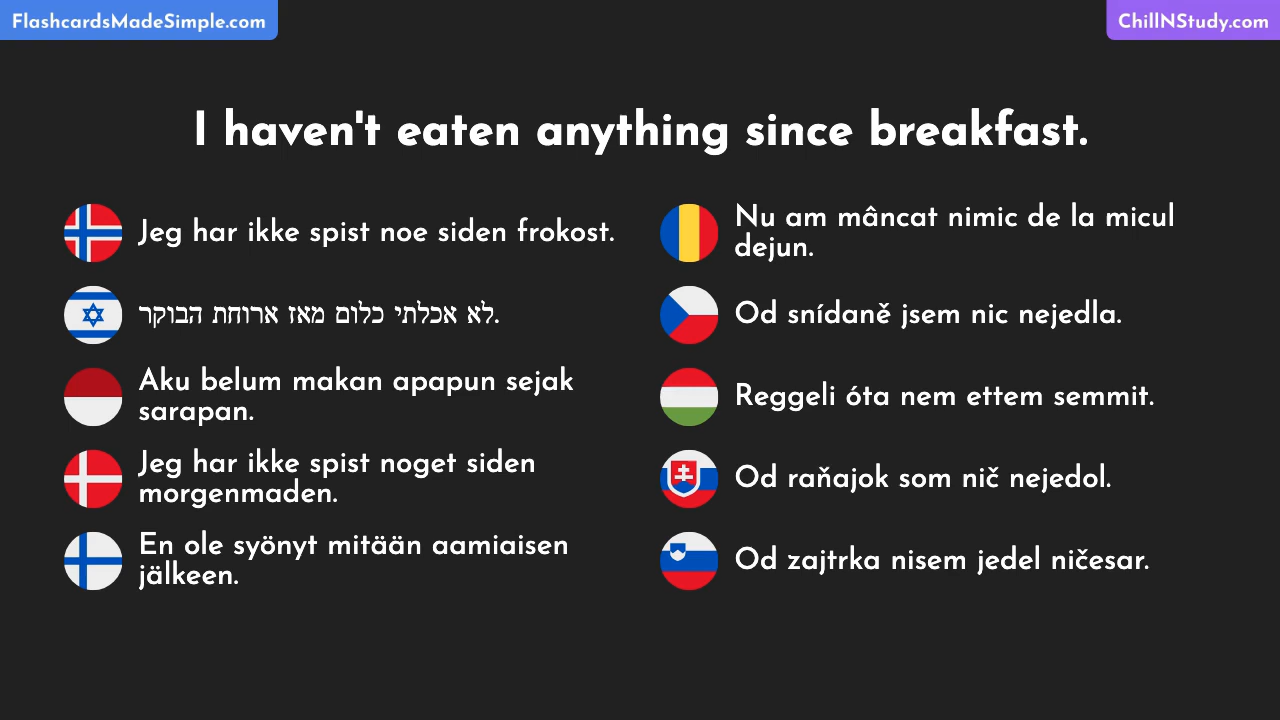 FlashcardsMadeSimple.com
ChillNStudy.com
I haven't eaten anything since breakfast.
Jeg har ikke spist noe siden frokost.
לא אכלתי כלום מאז ארוחת הבוקר.
Aku belum makan apapun sejak
sarapan.
Jeg har ikke spist noget siden
morgenmaden.
En ole syönyt mitään aamiaisen
jälkeen.
Nu am mâncat nimic de la micul
dejun.
Od snídaně jsem nic nejedla.
Reggeli óta nem ettem semmit.
Od raňajok som nič nejedol.
Od zajtrka nisem jedel ničesar.